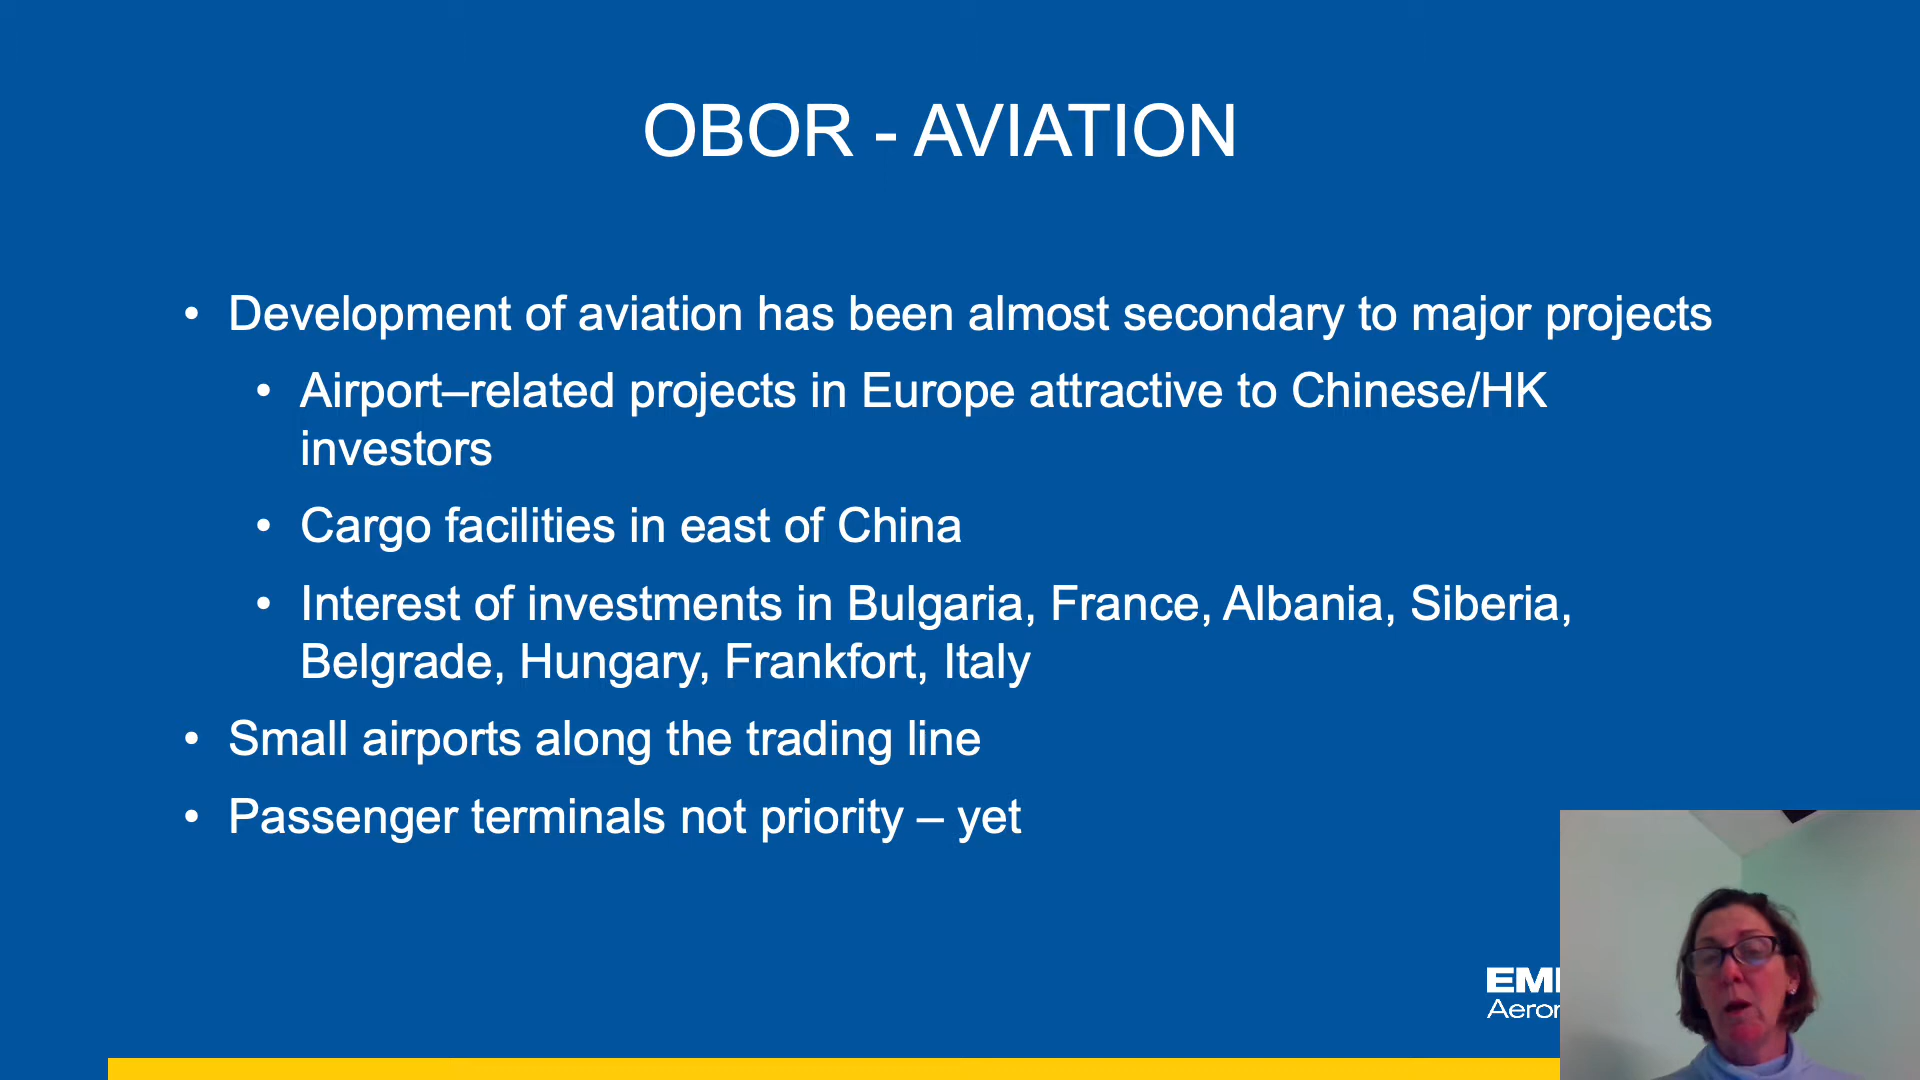 OBOR - AVIATION
• Development of aviation has been almost secondary to major projects
• Airport–related projects in Europe attractive to Chinese/HK
investors
• Cargo facilities in east of China
• Interest of investments in Bulgaria, France, Albania, Siberia,
Belgrade, Hungary, Frankfort, Italy
• Small airports along the trading line
• Passenger terminals not priority – yet